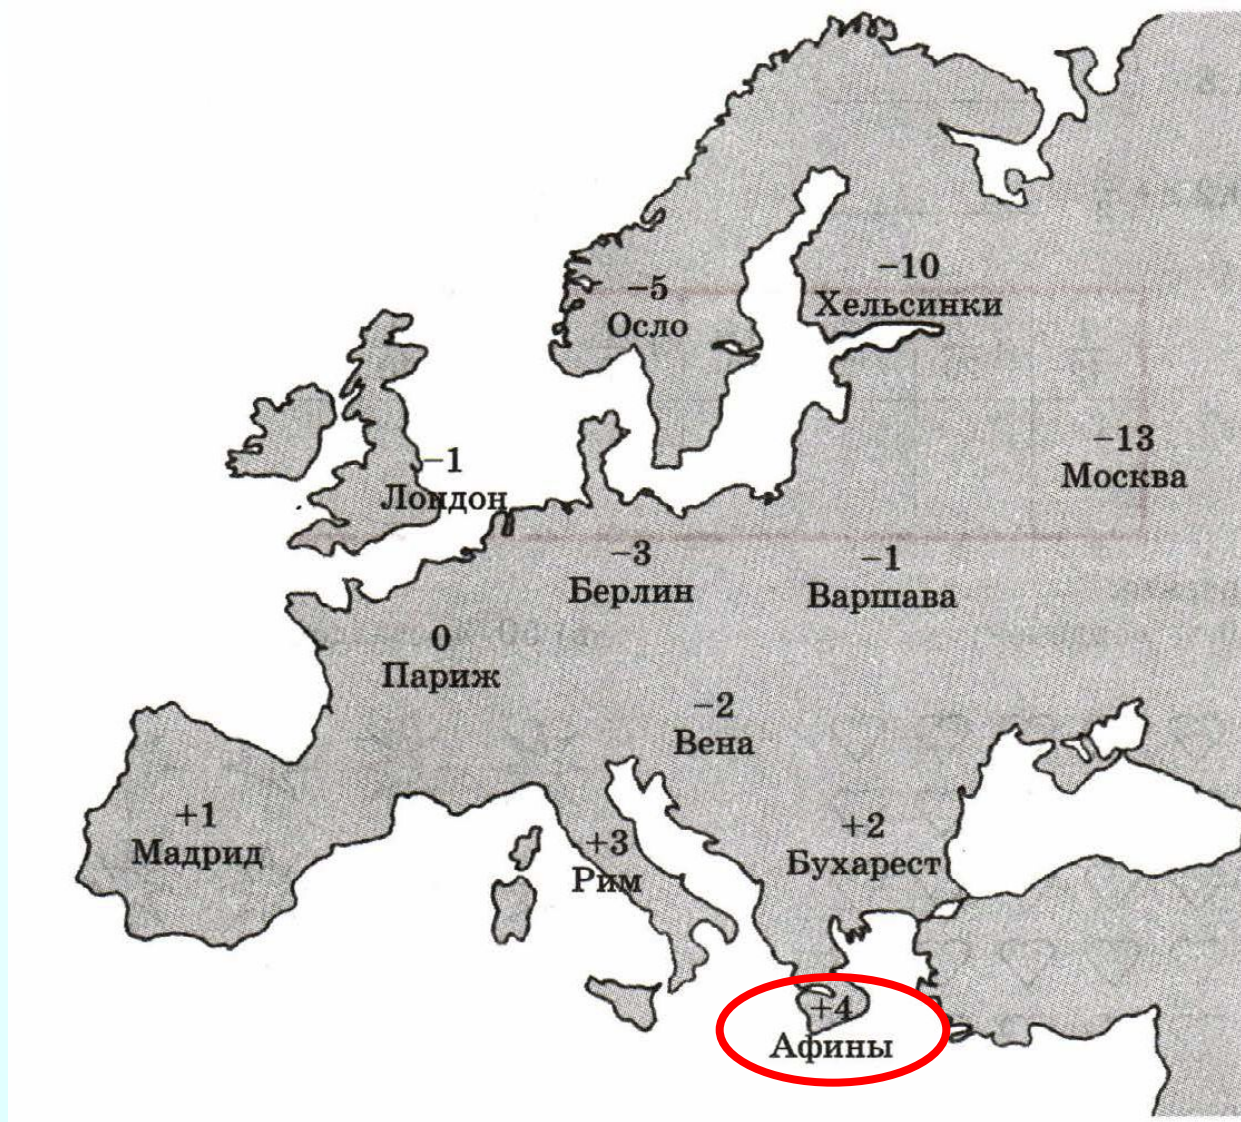 −10
Хельсинки
−5
Осло
−13
Москва
−1
Лондон
−3
Берлин
−1
Варшава
0
Париж
−2
Вена
+1
Мадрид
+3
Рим
+2
Бухарест
+4
Афины